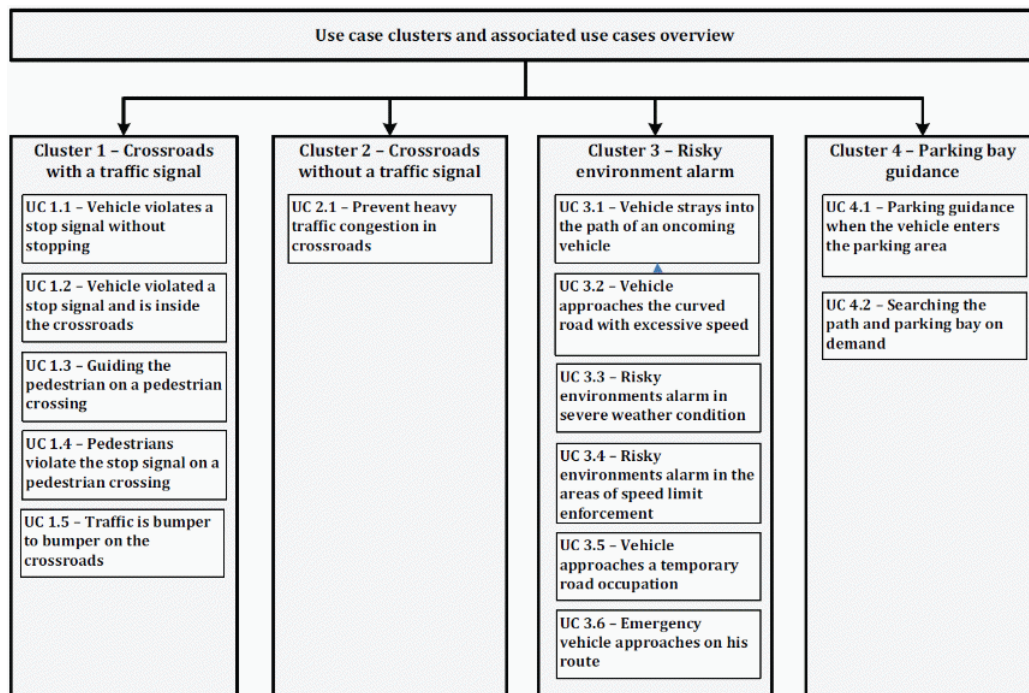 Use case clusters and associated use cases overview
Cluster 1 – Crossroads
with a traffic signal
UC 1.1 – Vehicle violates a
stop signal without
stopping
UC 1.2 – Vehicle violated a
stop signal and is inside
the crossroads
UC 1.3 – Guiding the
pedestrian on a pedestrian
crossing
UC 1.4 – Pedestrians
violate the stop signal on a
pedestrian crossing
UC 1.5 – Traffic is bumper
to bumper on the
crossroads
Cluster 2 – Crossroads
without a traffic signal
UC 2.1 – Prevent heavy
traffic congestion in
crossroads
Cluster 3 – Risky
environment alarm
UC 3.1 – Vehicle strays into
the path of an oncoming
vehicle
UC 3.2 – Vehicle
approaches the curved
road with excessive speed
UC 3.3 – Risky
environments alarm in
severe weather condition
UC 3.4 – Risky
environments alarm in the
areas of speed limit
enforcement
UC 3.5 – Vehicle
approaches a temporary
road occupation
UC 3.6 – Emergency
vehicle approaches on his
route
Cluster 4 – Parking bay
guidance
UC 4.1 – Parking guidance
when the vehicle enters
the parking area
UC 4.2 – Searching the
path and parking bay on
demand